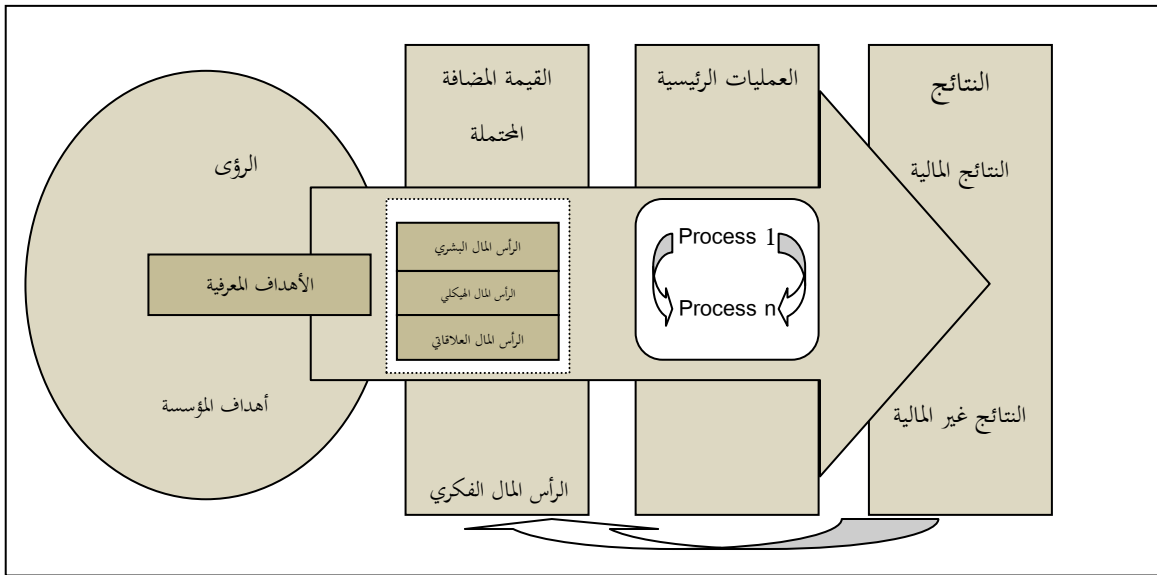 القيمة المضافة
المحتملة
العمليات الرئيسية
النتائج
النتائج المالية
الرؤى
الأهداف المعرفية
أهداف المؤسسة
الرأس المال البشري
الرأس المال الهيكلي
الرأس المال العلاقاتي
Process 1
Process n
النتائج غير المالية
الرأس المال الفكري